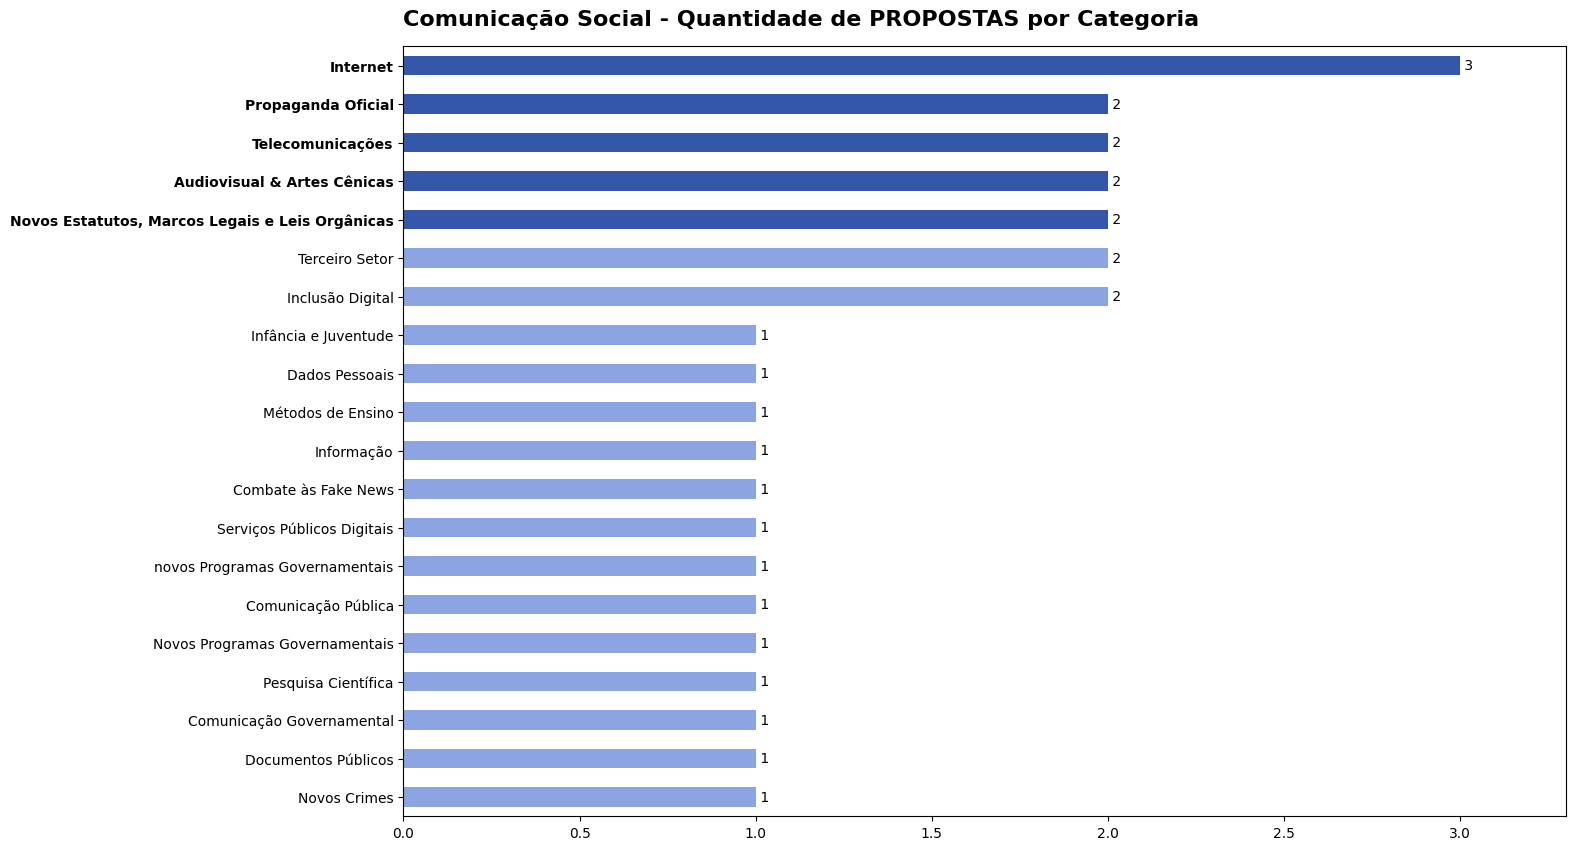 Comunicação Social - Quantidade de PROPOSTAS por Categoria
Internet 3
Propaganda Oficial 2
Telecomunicações 2
Audiovisual & Artes Cênicas 2
Novos Estatutos, Marcos Legais e Leis Orgânicas 2
Terceiro Setor 2
Inclusão Digital 2
Infância e Juventude 1
Dados Pessoais 1
Métodos de Ensino 1
Informação 1
Combate às Fake News 1
Serviços Públicos Digitais 1
novos Programas Governamentais 1
Comunicação Pública 1
Novos Programas Governamentais 1
Pesquisa Científica 1
Comunicação Governamental 1
Documentos Públicos 1
Novos Crimes 1
0.0 0.5 1.0 1.5 2.0 2.5 3.0